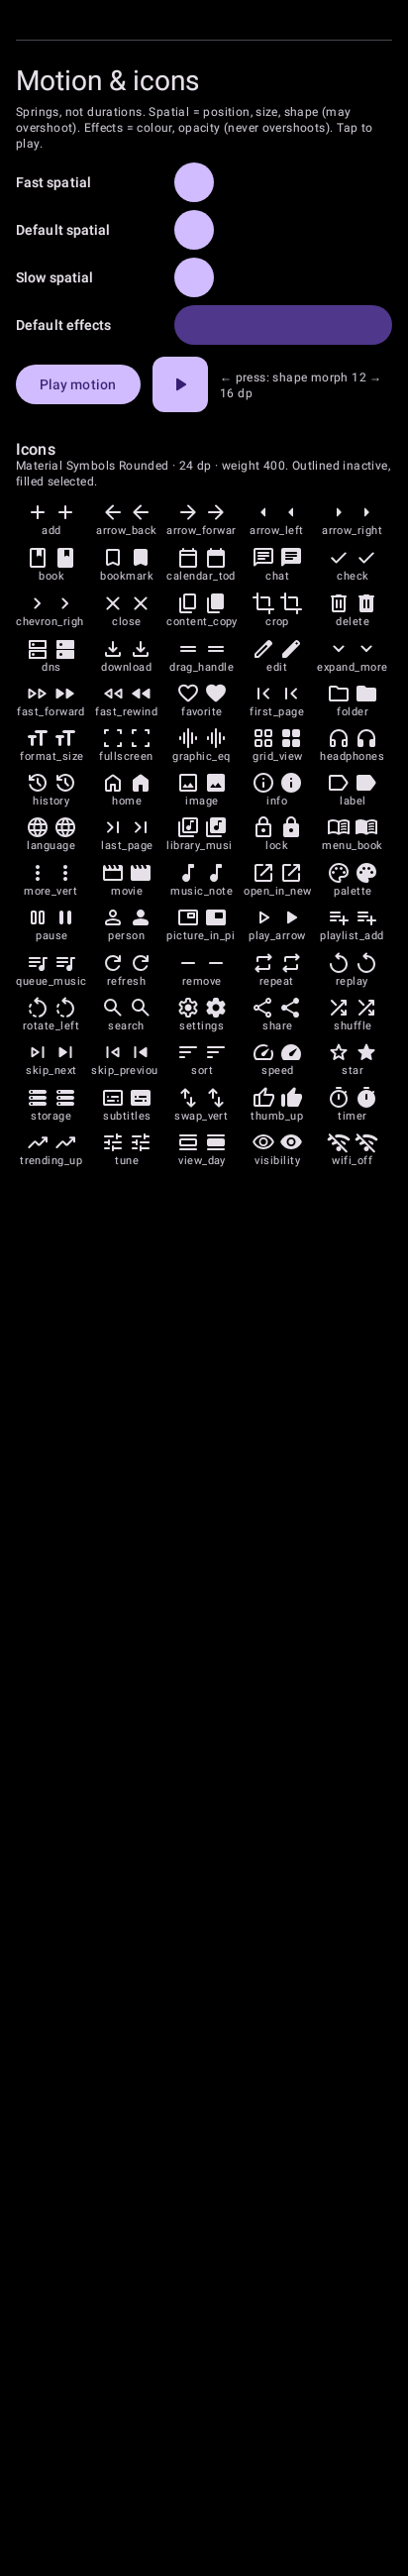 Motion & icons
Springs, not durations. Spatial = position, size, shape (may
overshoot). Effects = colour, opacity (never overshoots). Tap to
play.
Fast spatial
Default spatial
Slow spatial
Default effects
Play motion
← press: shape morph 12 →
16 dp
Icons
Material Symbols Rounded · 24 dp · weight 400. Outlined inactive,
filled selected.
add arrow_back arrow_forwar arrow_left arrow_right
book bookmark calendar_tod chat check
chevron_righ close content_copy crop delete
dns download drag_handle edit expand_more
fast_forward fast_rewind favorite first_page folder
format_size fullscreen graphic_eq grid_view headphones
history home image info label
language last_page library_musi lock menu_book
more_vert movie music_note open_in_new palette
pause person picture_in_pi play_arrow playlist_add
queue_music refresh remove repeat replay
rotate_left search settings share shuffle
skip_next skip_previou sort speed star
storage subtitles swap_vert thumb_up timer
trending_up tune view_day visibility wifi_off